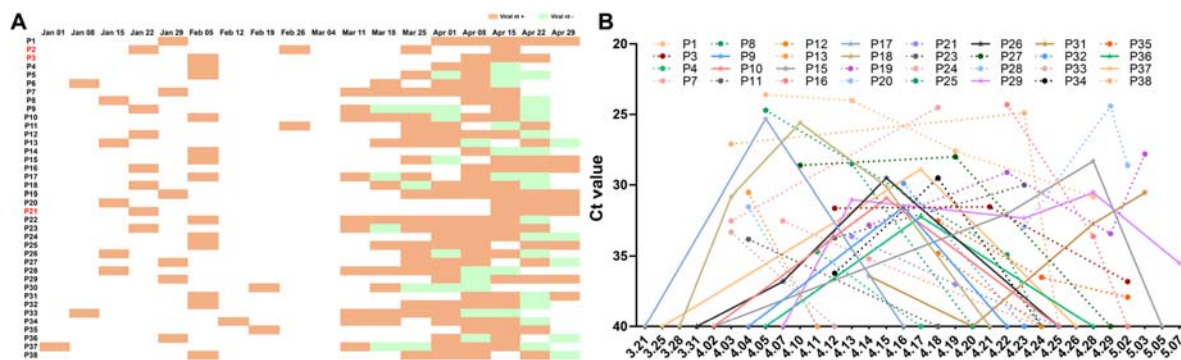 A
Viral nt + Viral nt -
Jan 01 Jan 08 Jan 15 Jan 22 Jan 29 Feb 05 Feb 12 Feb 19 Feb 26 Mar 04 Mar 11 Mar 18 Mar 25 Apr 01 Apr 08 Apr 15 Apr 22 Apr 29
P1
P2
P3
P4
P5
P6
P7
P8
P9
P10
P11
P12
P13
P14
P15
P16
P17
P18
P19
P20
P21
P22
P23
P24
P25
P26
P27
P28
P29
P30
P31
P32
P33
P34
P35
P36
P37
P38
B
Ct value
20
25
30
35
40
P1 P8 P12 P17 P21 P26 P31 P35
P3 P9 P13 P18 P23 P27 P32 P36
P4 P10 P15 P19 P24 P28 P33 P37
P7 P11 P16 P20 P25 P29 P34 P38
3.21 3.25 3.28 3.31 4.02 4.03 4.04 4.05 4.07 4.10 4.11 4.12 4.13 4.14 4.15 4.16 4.17 4.18 4.19 4.20 4.21 4.22 4.23 4.24 4.25 4.26 4.28 4.29 5.02 5.03 5.05 5.07